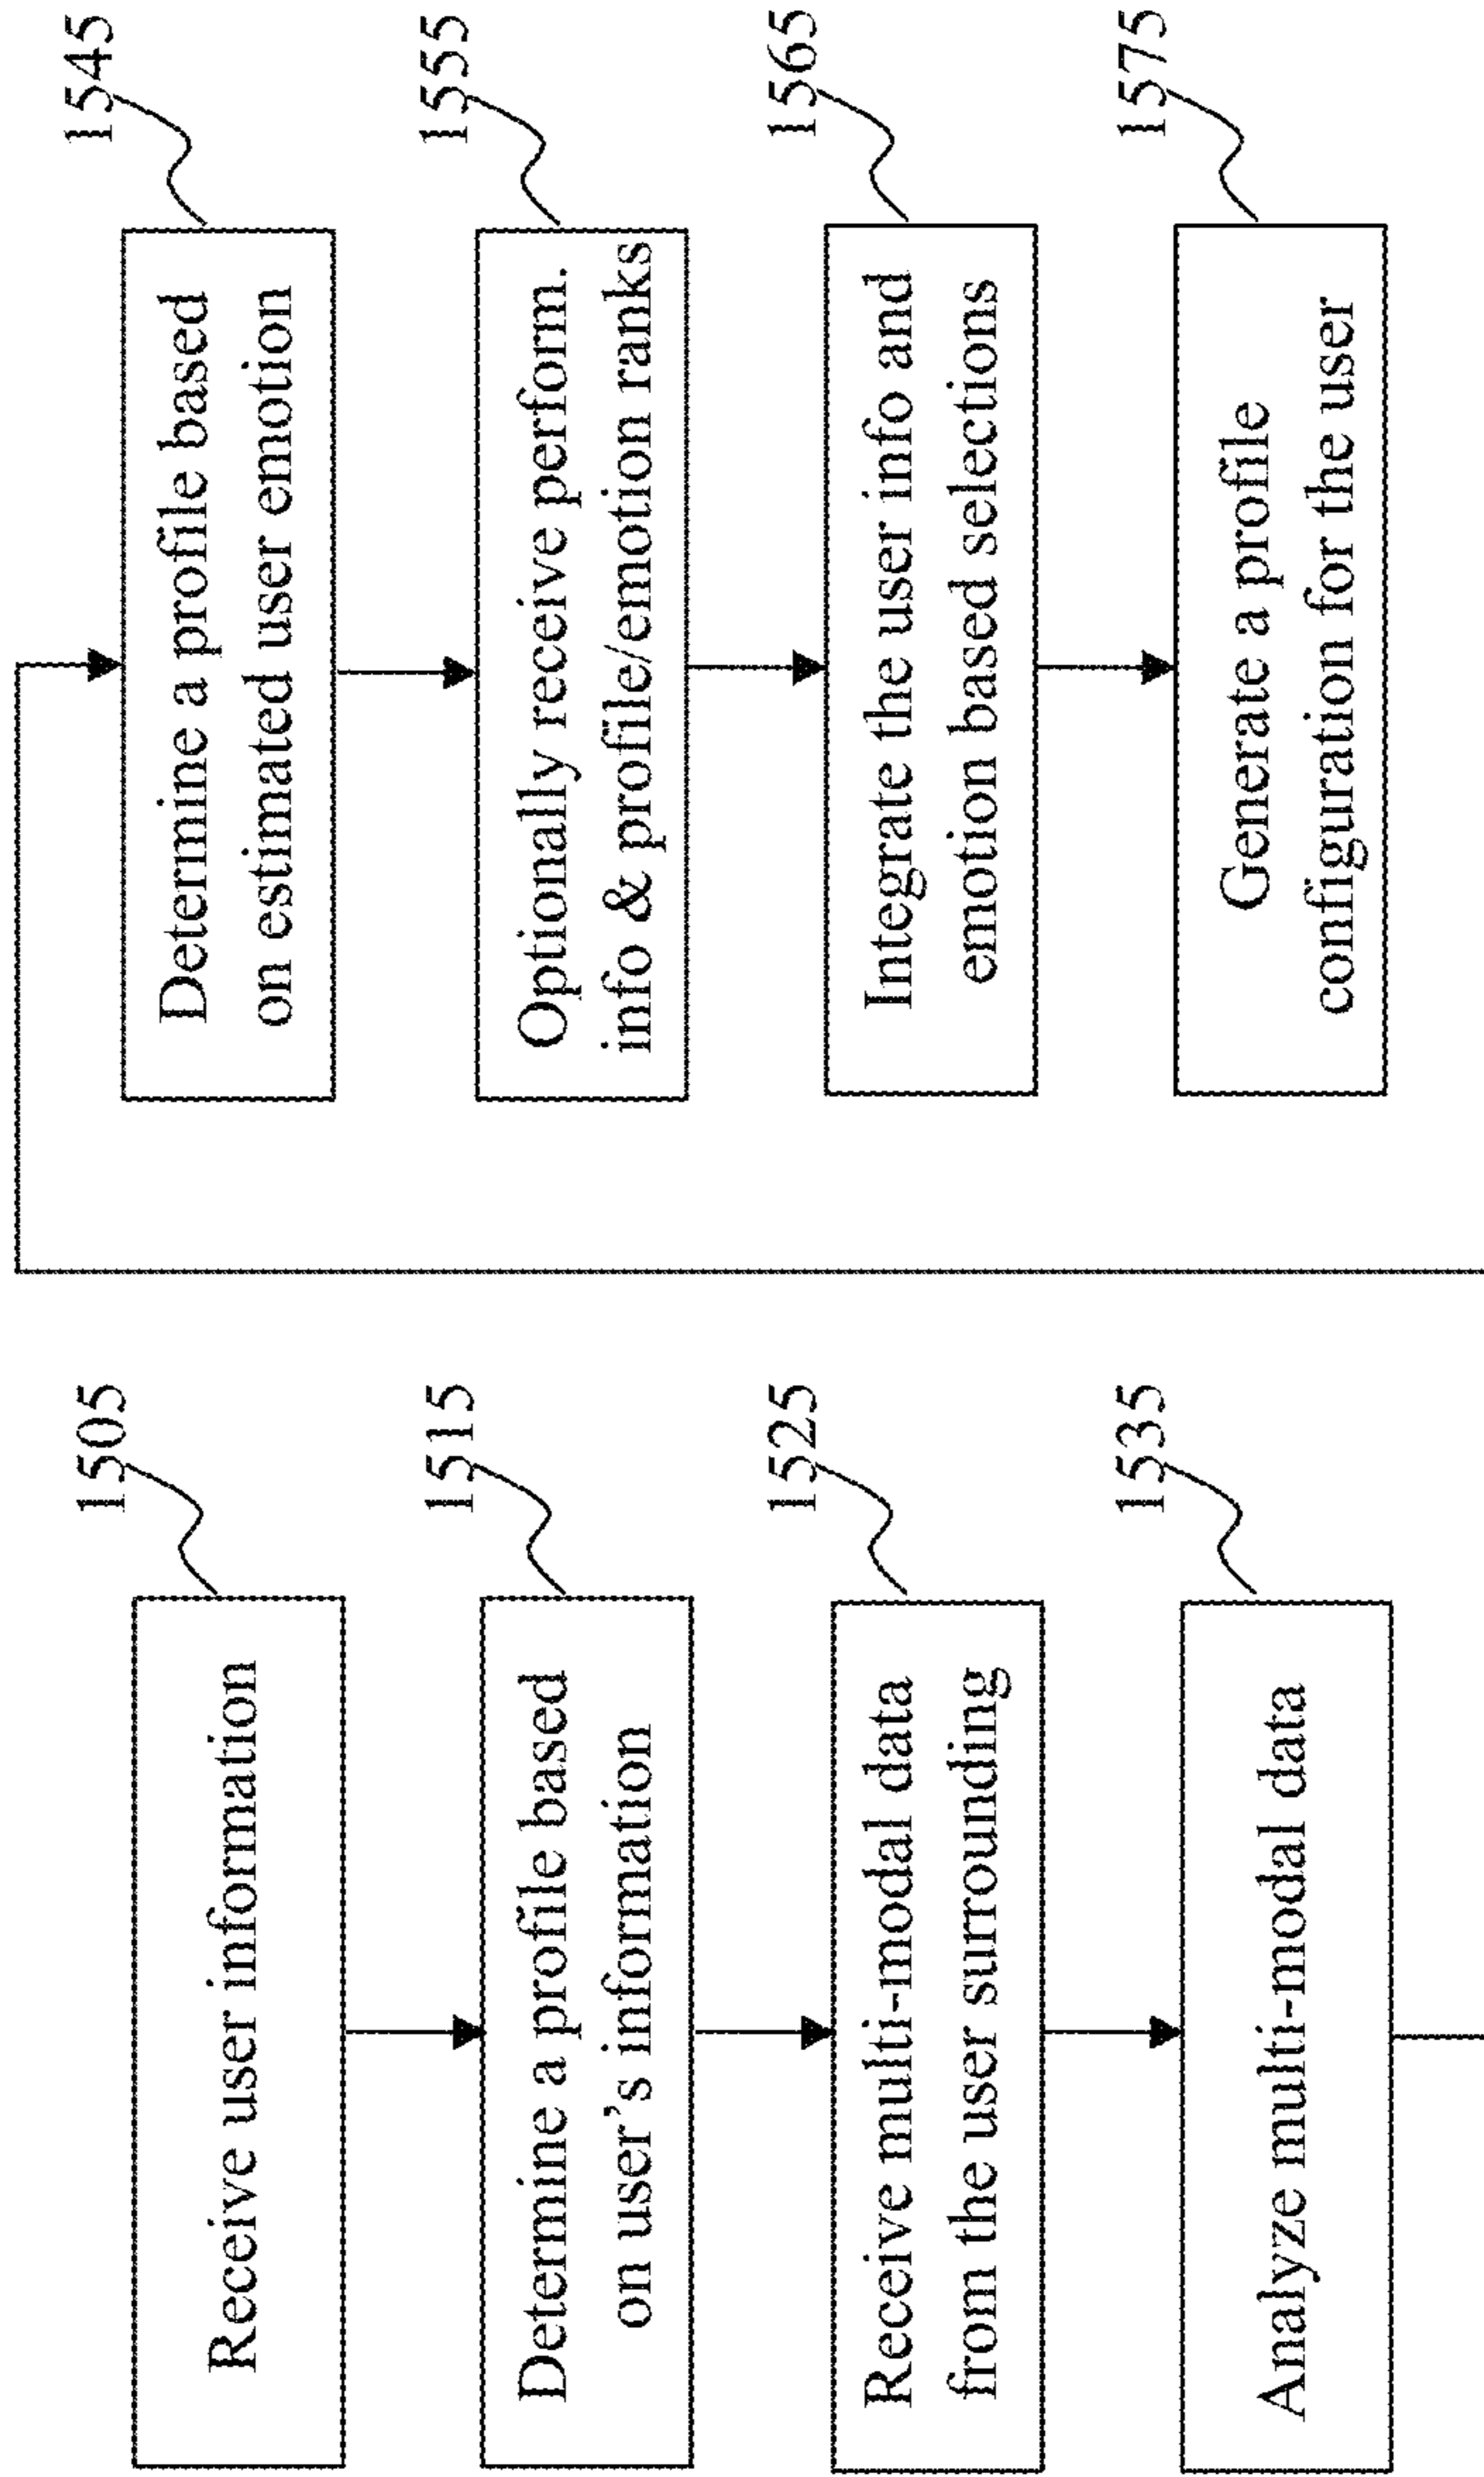 1505
Receive user information
1515
Determine a profile based
on user's information
1525
Receive multi-modal data
from the user surrounding
1535
Analyze multi-modal data
1545
Determine a profile based
on estimated user emotion
1555
Optionally receive perform.
info & profile/emotion ranks
1565
Integrate the user info and
emotion based selections
1575
Generate a profile
configuration for the user